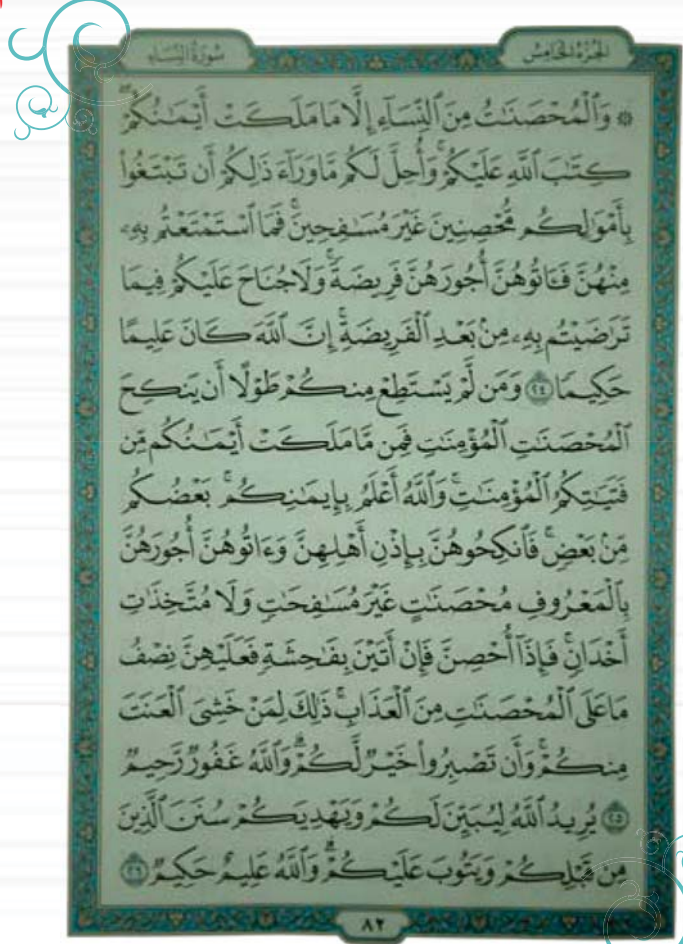 الجزء الخامس
سورة النساء
۞ وَٱلْمُحْصَنَٰتُ مِنَ ٱلنِّسَآءِ إِلَّا مَا مَلَكَتْ أَيْمَٰنُكُمْ ۖ
كِتَٰبَ ٱللَّهِ عَلَيْكُمْ ۚ وَأُحِلَّ لَكُم مَّا وَرَآءَ ذَٰلِكُمْ أَن تَبْتَغُوا۟
بِأَمْوَٰلِكُم مُّحْصِنِينَ غَيْرَ مُسَٰفِحِينَ ۚ فَمَا ٱسْتَمْتَعْتُم بِهِۦ
مِنْهُنَّ فَـَٔاتُوهُنَّ أُجُورَهُنَّ فَرِيضَةً ۚ وَلَا جُنَاحَ عَلَيْكُمْ فِيمَا
تَرَٰضَيْتُم بِهِۦ مِنۢ بَعْدِ ٱلْفَرِيضَةِ ۚ إِنَّ ٱللَّهَ كَانَ عَلِيمًا
حَكِيمًا ٢٤ وَمَن لَّمْ يَسْتَطِعْ مِنكُمْ طَوْلًا أَن يَنكِحَ
ٱلْمُحْصَنَٰتِ ٱلْمُؤْمِنَٰتِ فَمِن مَّا مَلَكَتْ أَيْمَٰنُكُم مِّن
فَتَيَٰتِكُمُ ٱلْمُؤْمِنَٰتِ ۚ وَٱللَّهُ أَعْلَمُ بِإِيمَٰنِكُم ۚ بَعْضُكُم
مِّنۢ بَعْضٍ ۚ فَٱنكِحُوهُنَّ بِإِذْنِ أَهْلِهِنَّ وَءَاتُوهُنَّ أُجُورَهُنَّ
بِٱلْمَعْرُوفِ مُحْصَنَٰتٍ غَيْرَ مُسَٰفِحَٰتٍ وَلَا مُتَّخِذَٰتِ
أَخْدَانٍ ۚ فَإِذَآ أُحْصِنَّ فَإِنْ أَتَيْنَ بِفَٰحِشَةٍ فَعَلَيْهِنَّ نِصْفُ
مَا عَلَى ٱلْمُحْصَنَٰتِ مِنَ ٱلْعَذَابِ ۚ ذَٰلِكَ لِمَنْ خَشِىَ ٱلْعَنَتَ
مِنكُمْ ۚ وَأَن تَصْبِرُوا۟ خَيْرٌ لَّكُمْ ۗ وَٱللَّهُ غَفُورٌ رَّحِيمٌ
٢٥ يُرِيدُ ٱللَّهُ لِيُبَيِّنَ لَكُمْ وَيَهْدِيَكُمْ سُنَنَ ٱلَّذِينَ
مِن قَبْلِكُمْ وَيَتُوبَ عَلَيْكُمْ ۗ وَٱللَّهُ عَلِيمٌ حَكِيمٌ ٢٦
٨٢